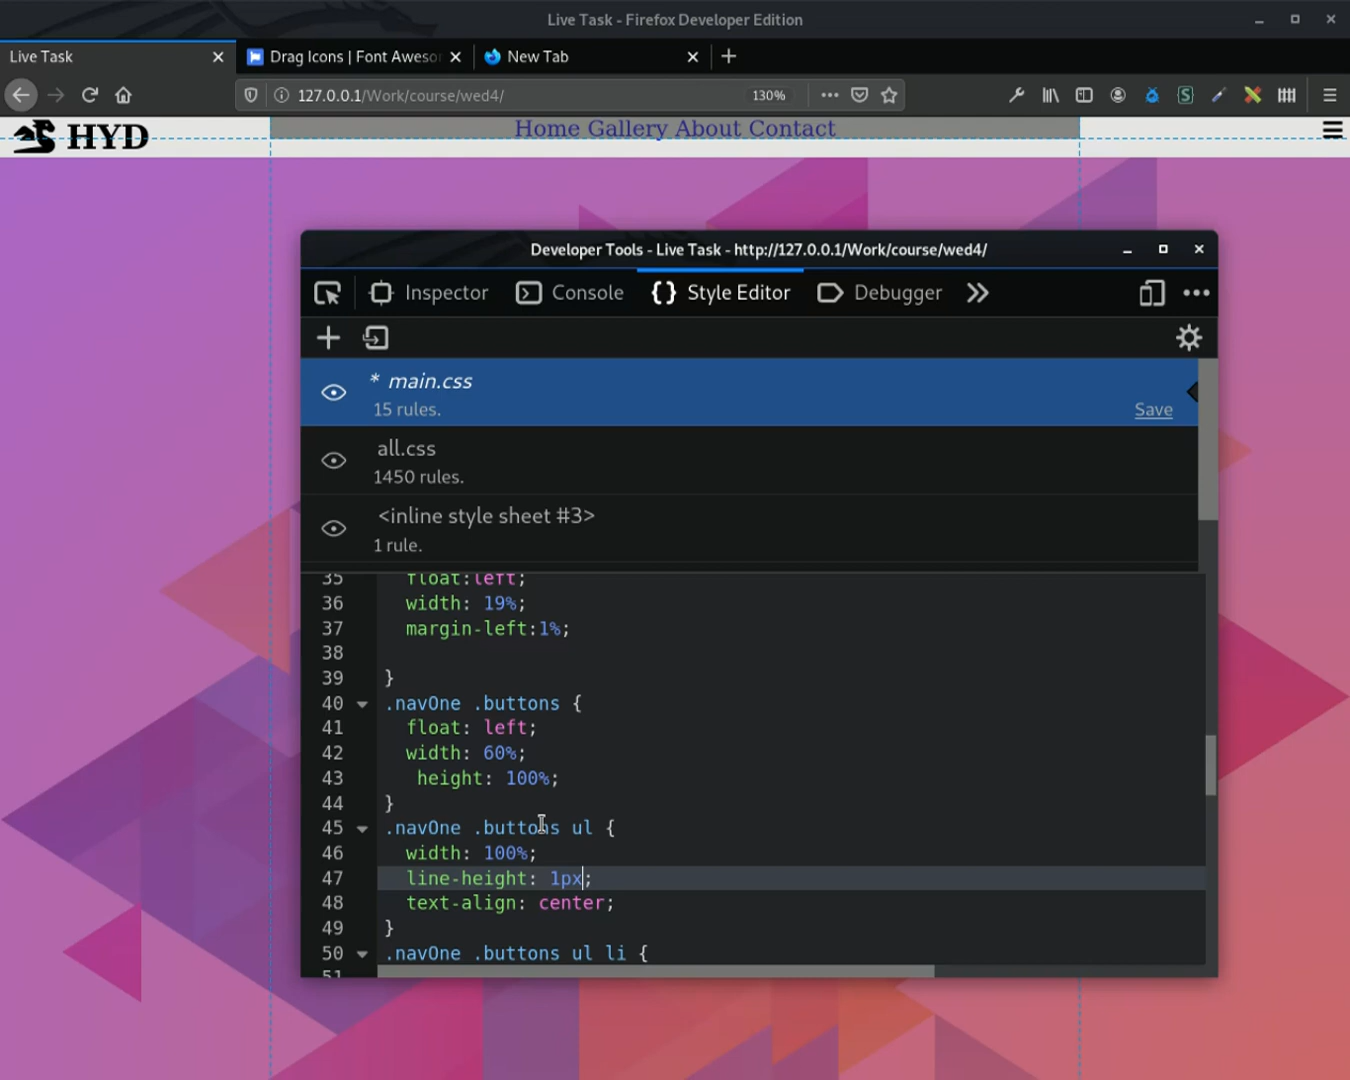 Live Task - Firefox Developer Edition
Live Task
Drag Icons | Font Aweso
New Tab
127.0.0.1/Work/course/wed4/
130%
HYD
Home Gallery About Contact
Developer Tools - Live Task - http://127.0.0.1/Work/course/wed4/
Inspector
Console
Style Editor
Debugger
* main.css
15 rules.
Save
all.css
1450 rules.
<inline style sheet #3>
1 rule.
35 float:left;
36 width: 19%;
37 margin-left:1%;
38
39 }
40 .navOne .buttons {
41 float: left;
42 width: 60%;
43 height: 100%;
44 }
45 .navOne .buttons ul {
46 width: 100%;
47 line-height: 1px;
48 text-align: center;
49 }
50 .navOne .buttons ul li {
51